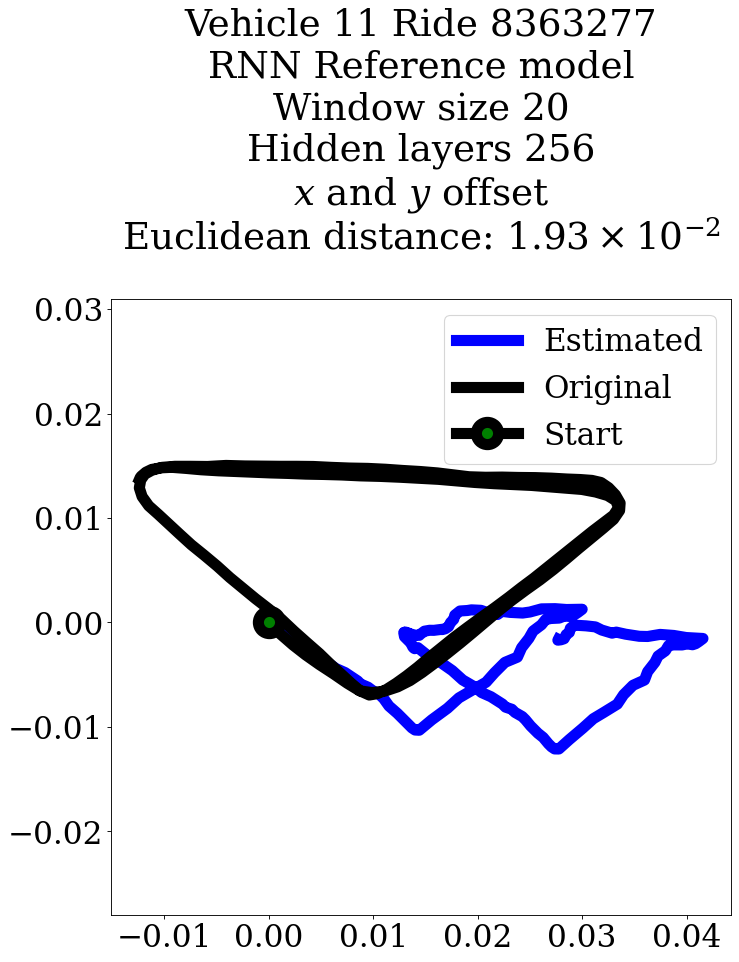 Vehicle 11 Ride 8363277
RNN Reference model
Window size 20
Hidden layers 256
x and y offset
Euclidean distance: 1.93 × 10⁻²
0.03
0.02
0.01
0.00
−0.01
−0.02
Estimated
Original
Start
−0.01 0.00 0.01 0.02 0.03 0.04